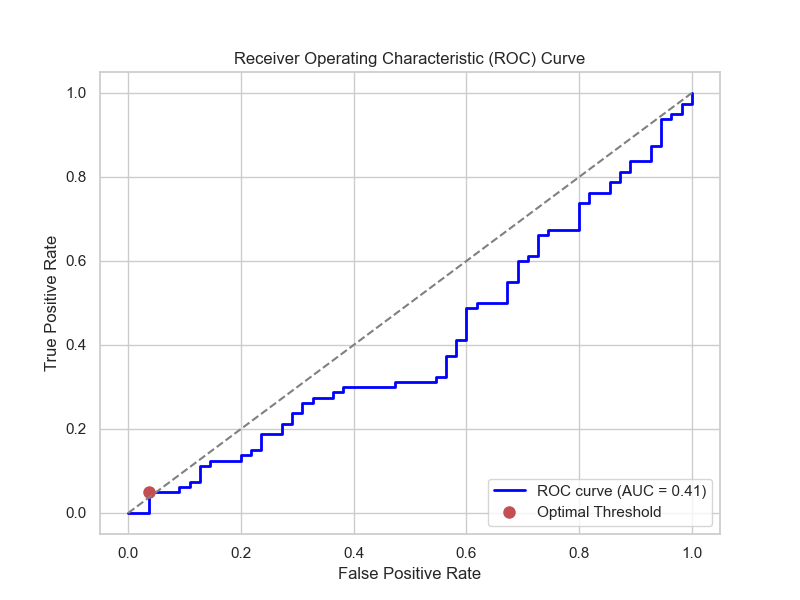 Receiver Operating Characteristic (ROC) Curve
True Positive Rate
1.0
0.8
0.6
0.4
0.2
0.0
0.0 0.2 0.4 0.6 0.8 1.0
False Positive Rate
ROC curve (AUC = 0.41)
Optimal Threshold